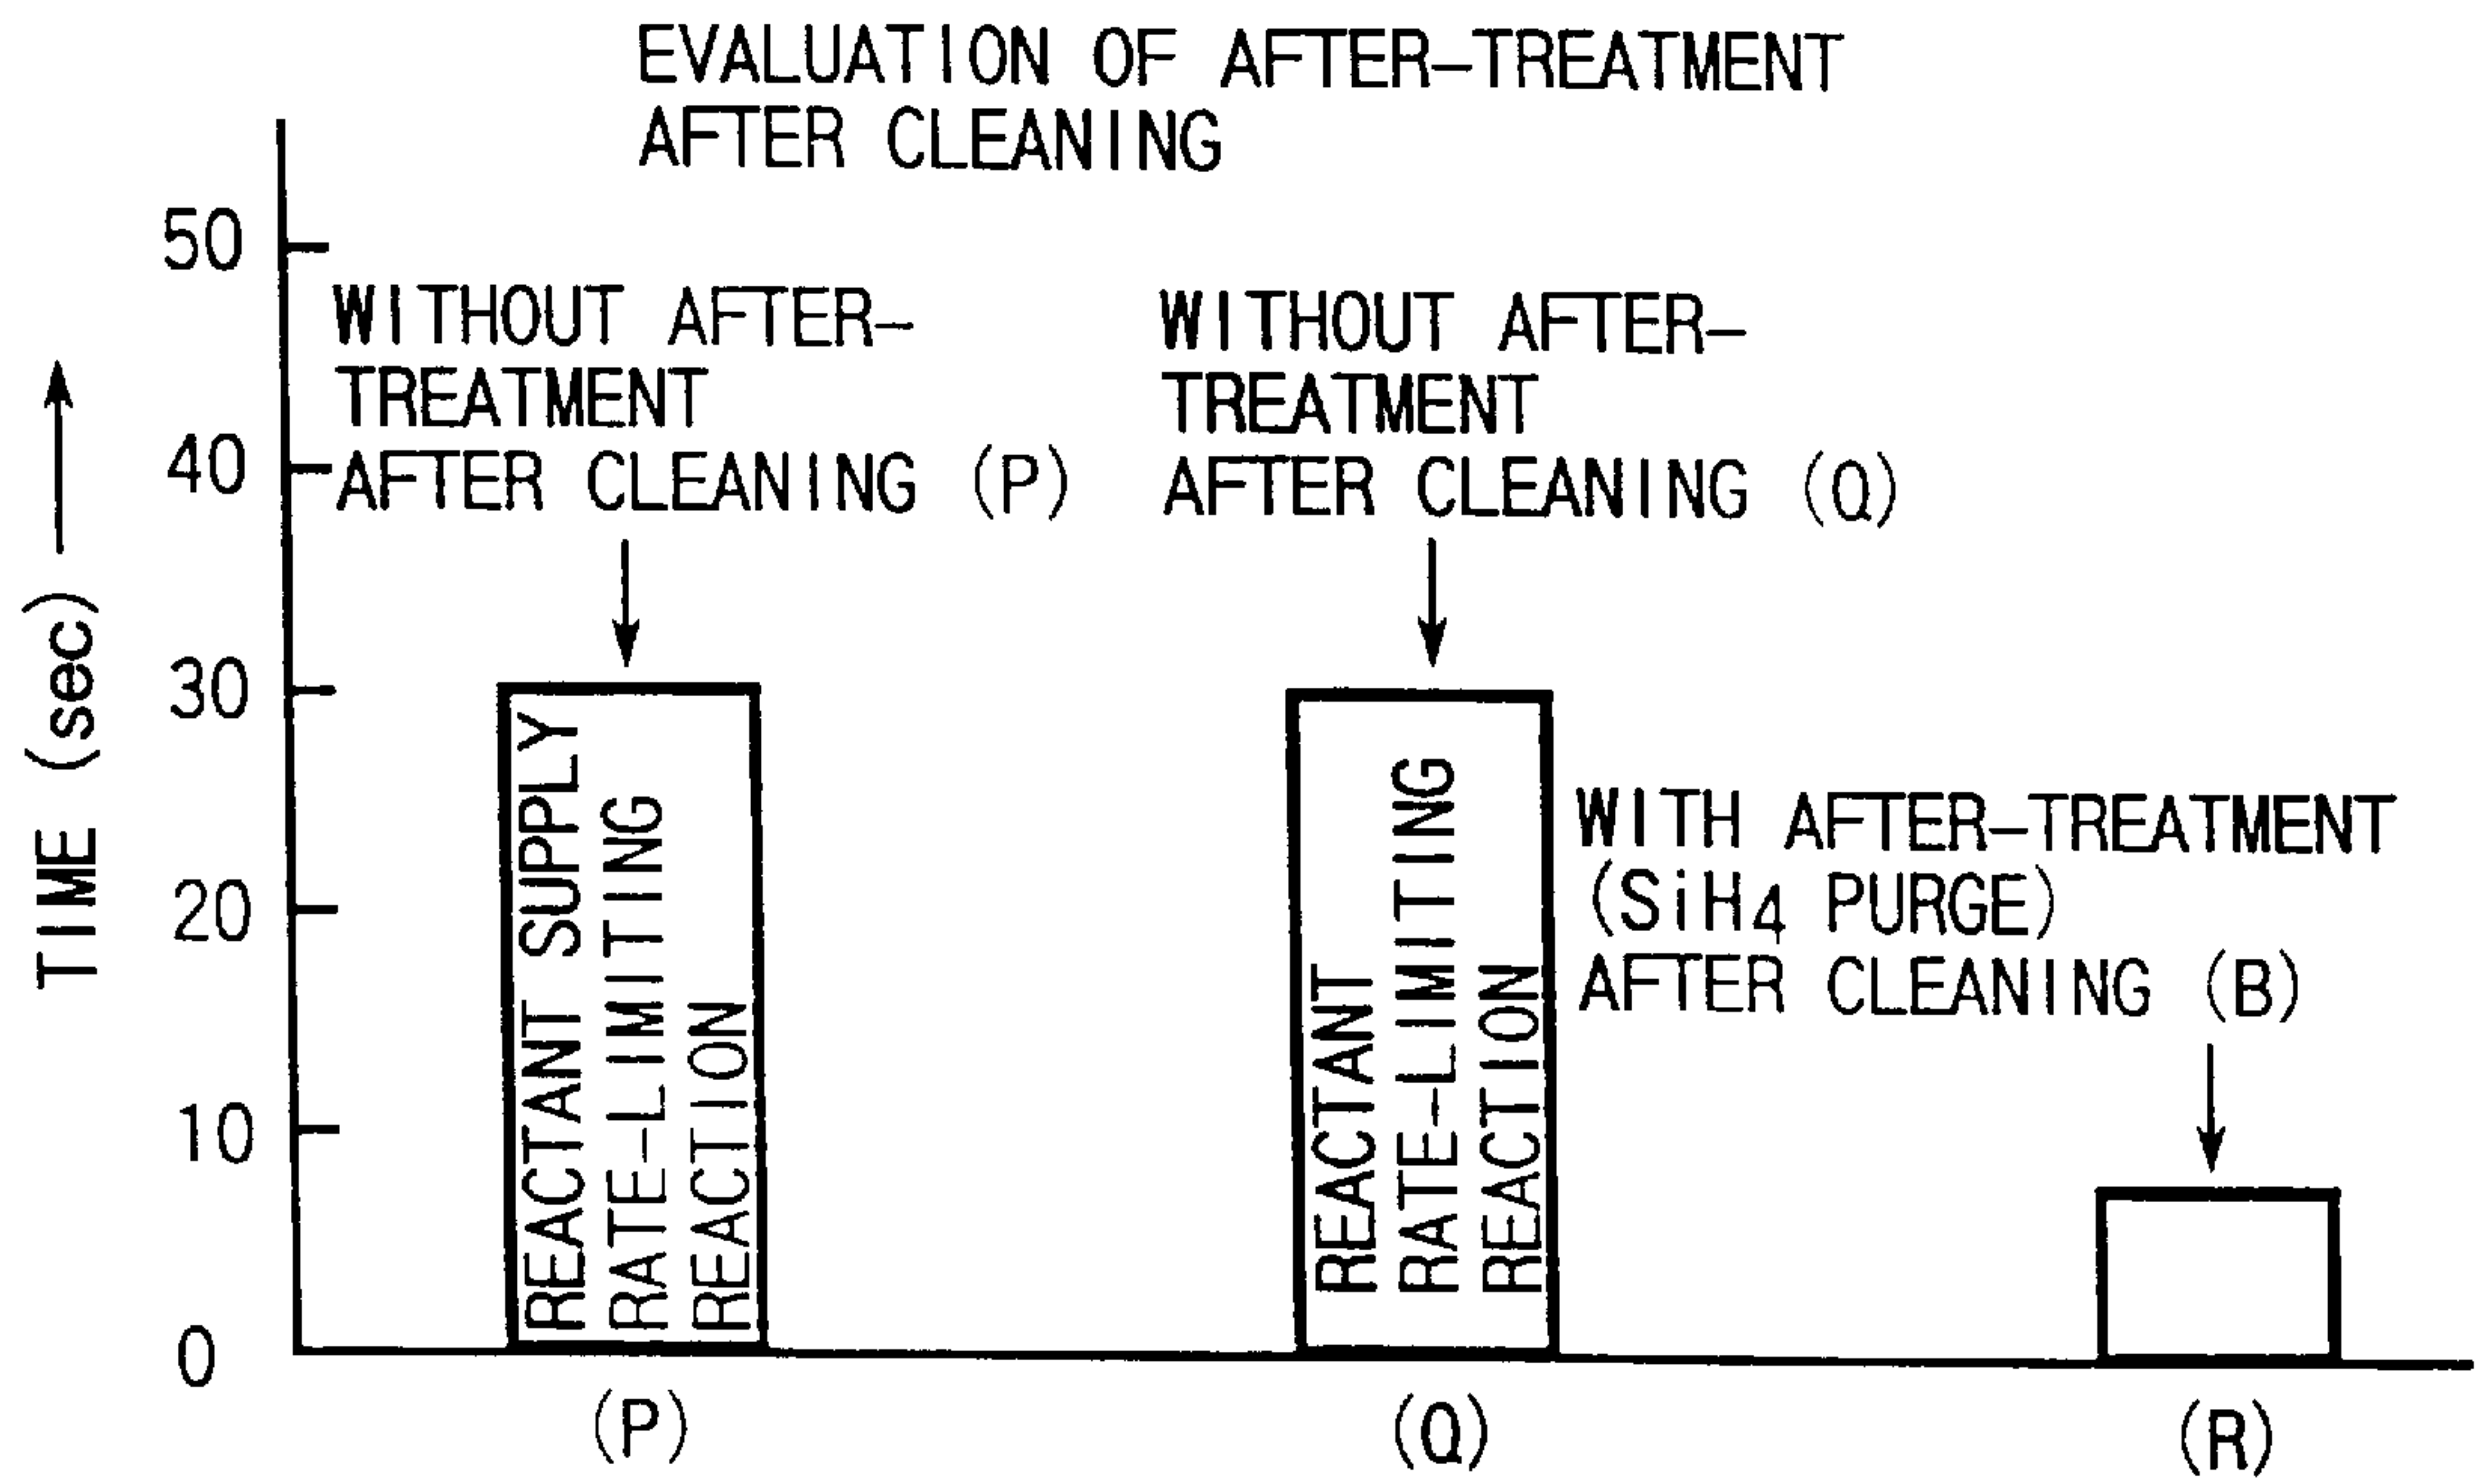 EVALUATION OF AFTER-TREATMENT
AFTER CLEANING
TIME (sec)
50
40
30
20
10
0
WITHOUT AFTER-
TREATMENT
AFTER CLEANING (P)
WITHOUT AFTER-
TREATMENT
AFTER CLEANING (Q)
WITH AFTER-TREATMENT
(SiH4 PURGE)
AFTER CLEANING (B)
REACTANT SUPPLY
RATE-LIMITING
REACTION
REACTANT
RATE-LIMITING
REACTION
(P)
(Q)
(R)